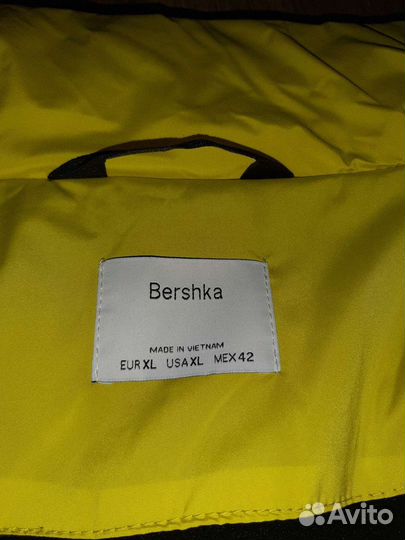 Bershka
MADE IN VIETNAM
EUR XL USA XL MEX 42
Avito